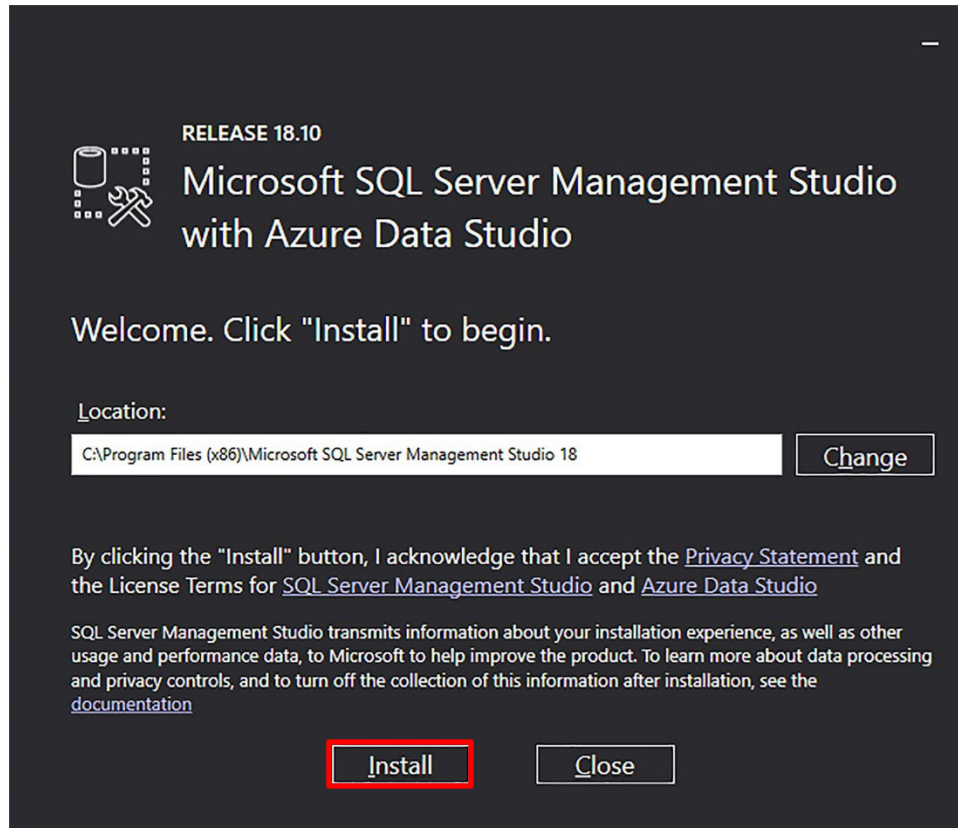 RELEASE 18.10
Microsoft SQL Server Management Studio
with Azure Data Studio
Welcome. Click "Install" to begin.
Location:
C:\Program Files (x86)\Microsoft SQL Server Management Studio 18
Change
By clicking the "Install" button, I acknowledge that I accept the Privacy Statement and
the License Terms for SQL Server Management Studio and Azure Data Studio
SQL Server Management Studio transmits information about your installation experience, as well as other
usage and performance data, to Microsoft to help improve the product. To learn more about data processing
and privacy controls, and to turn off the collection of this information after installation, see the
documentation
Install
Close